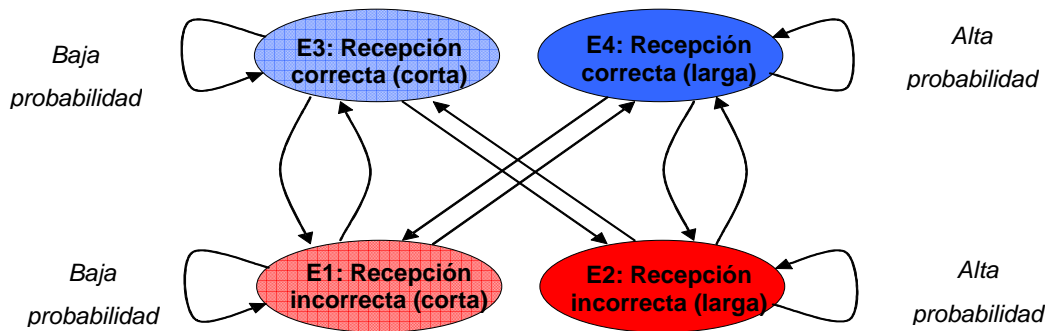 Baja
probabilidad
E3: Recepción
correcta (corta)
E4: Recepción
correcta (larga)
Alta
probabilidad
Baja
probabilidad
E1: Recepción
incorrecta (corta)
E2: Recepción
incorrecta (larga)
Alta
probabilidad